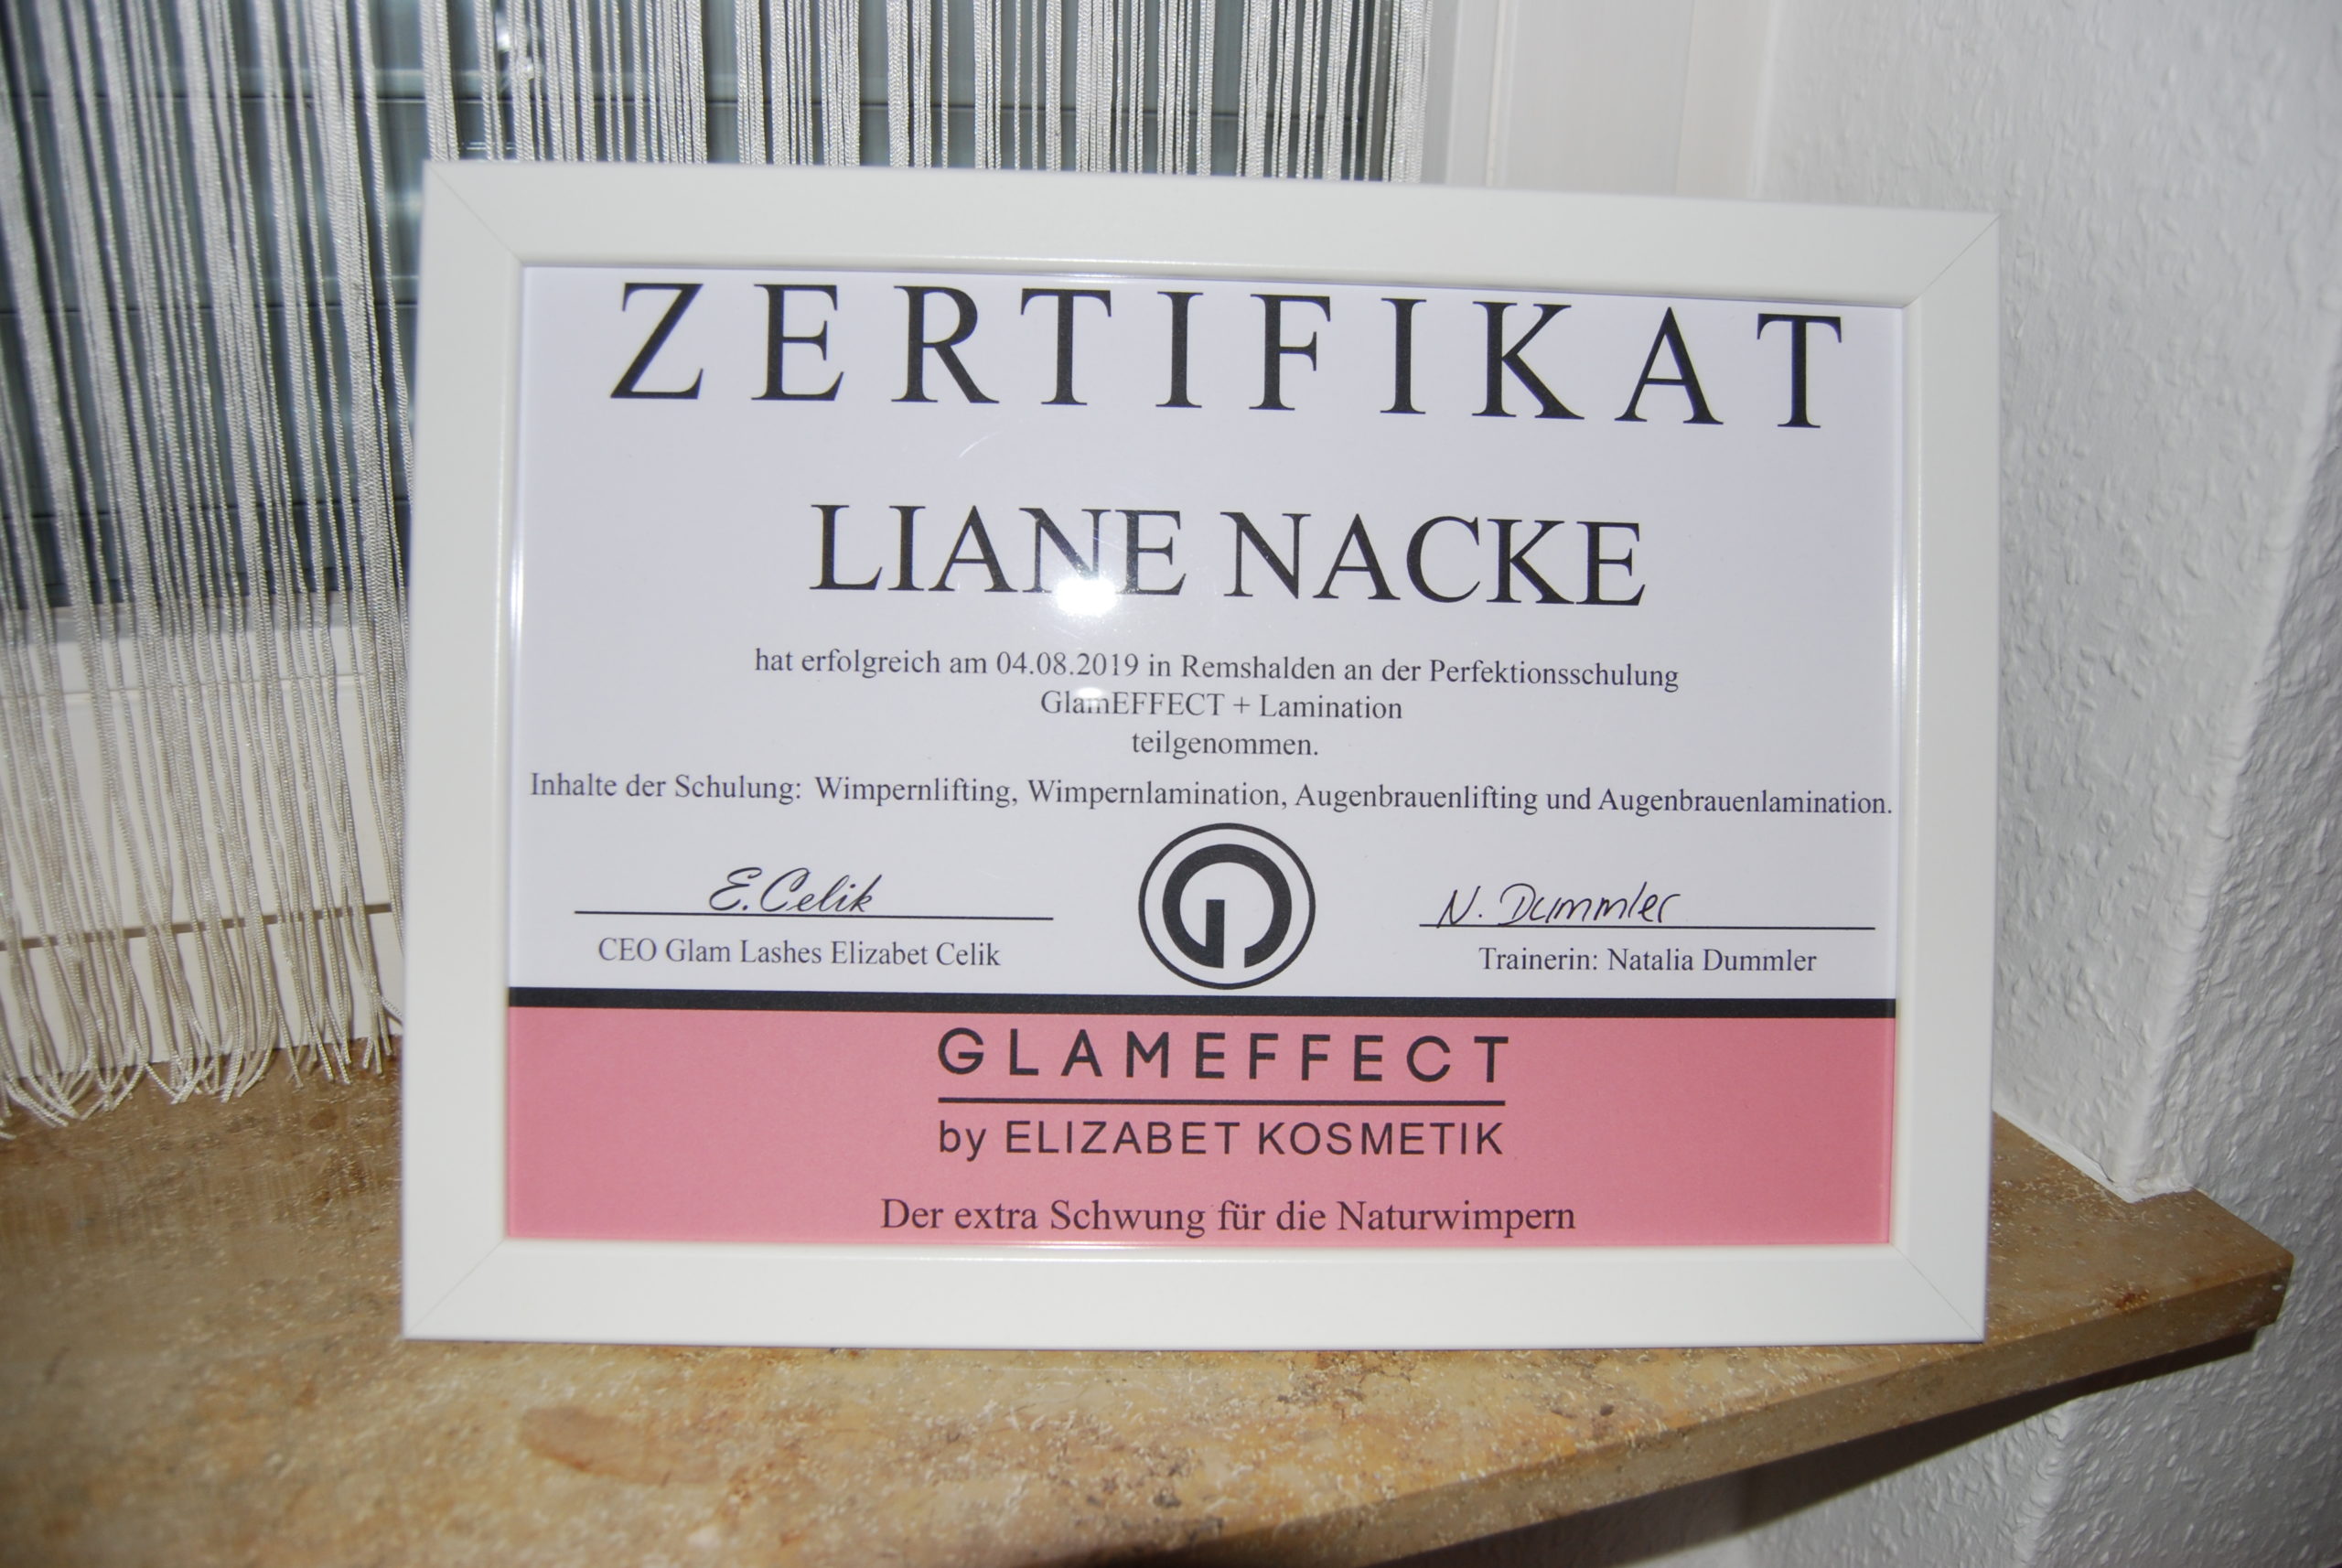 ZERTIFIKAT
LIANE NACKE
hat erfolgreich am 04.08.2019 in Remshalden an der Perfektionsschulung
GlamEFFECT + Lamination
teilgenommen.
Inhalte der Schulung: Wimpernlifting, Wimpernlamination, Augenbrauenlifting und Augenbrauenlamination.
E. Celik
N. Dummler
CEO Glam Lashes Elizabet Celik
Trainerin: Natalia Dummler
GLAMEFFECT
by ELIZABET KOSMETIK
Der extra Schwung für die Naturwimpern